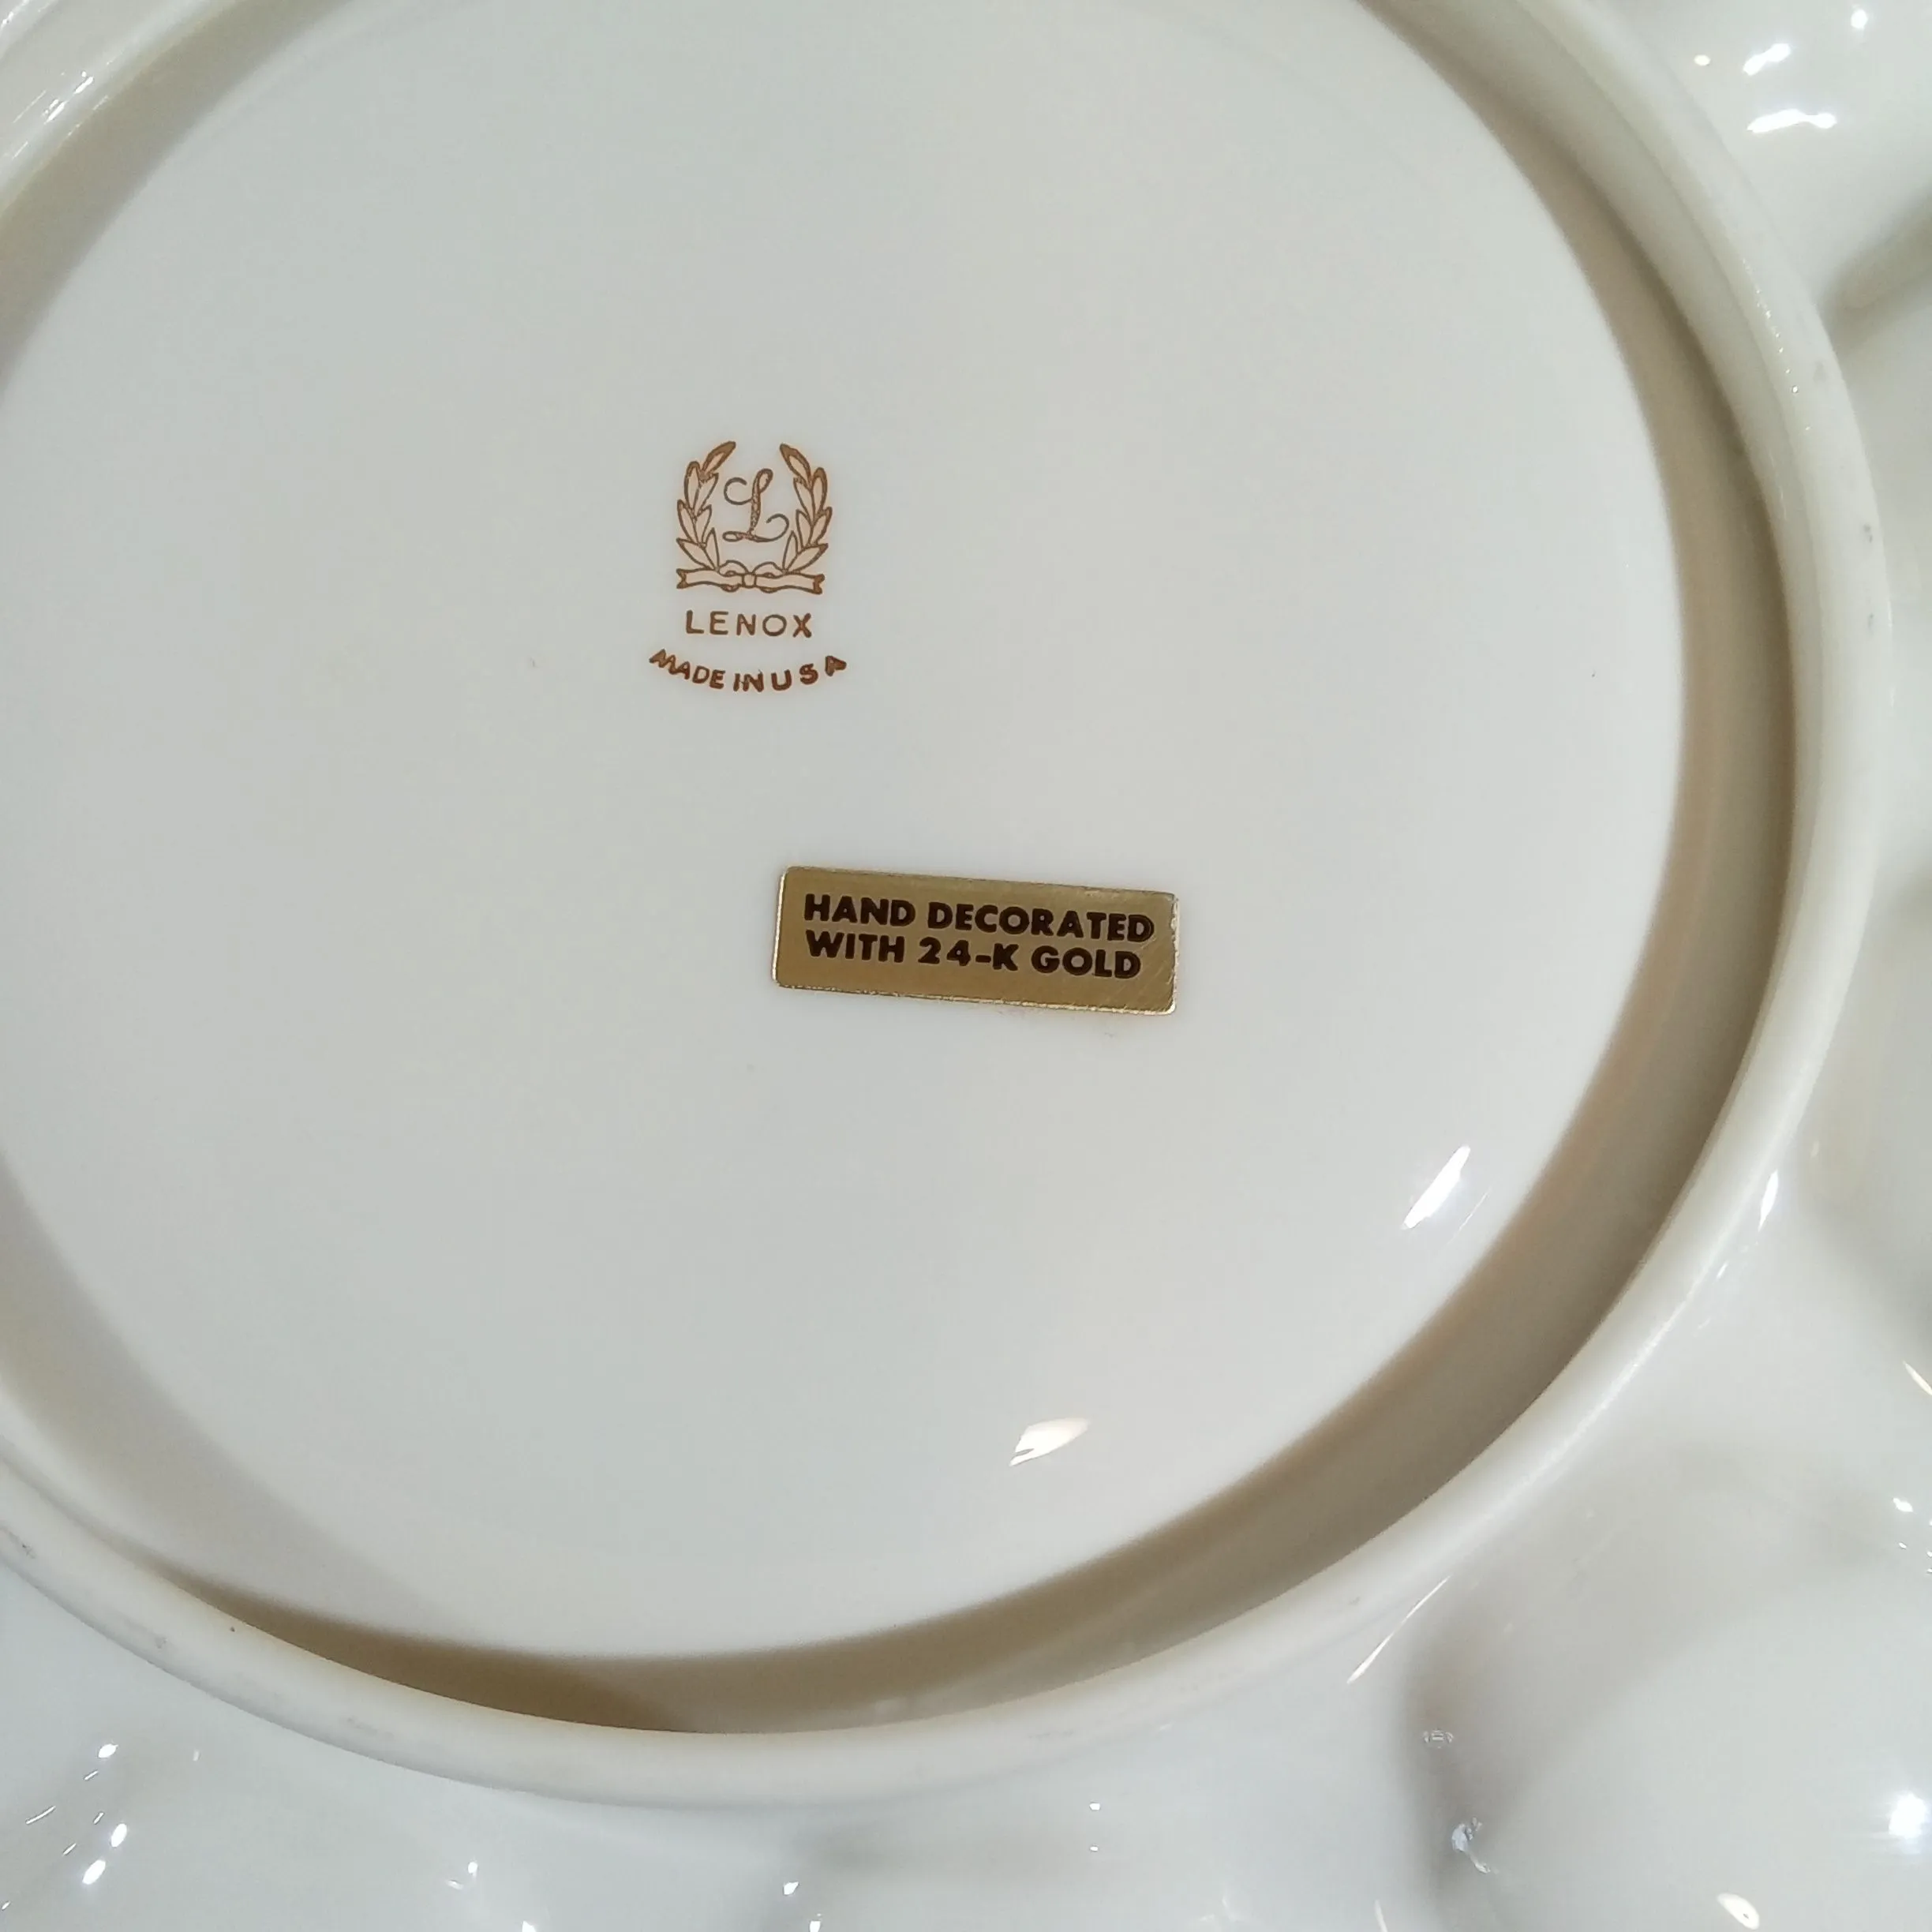 L
LENOX
MADE IN USA
HAND DECORATED
WITH 24-K GOLD